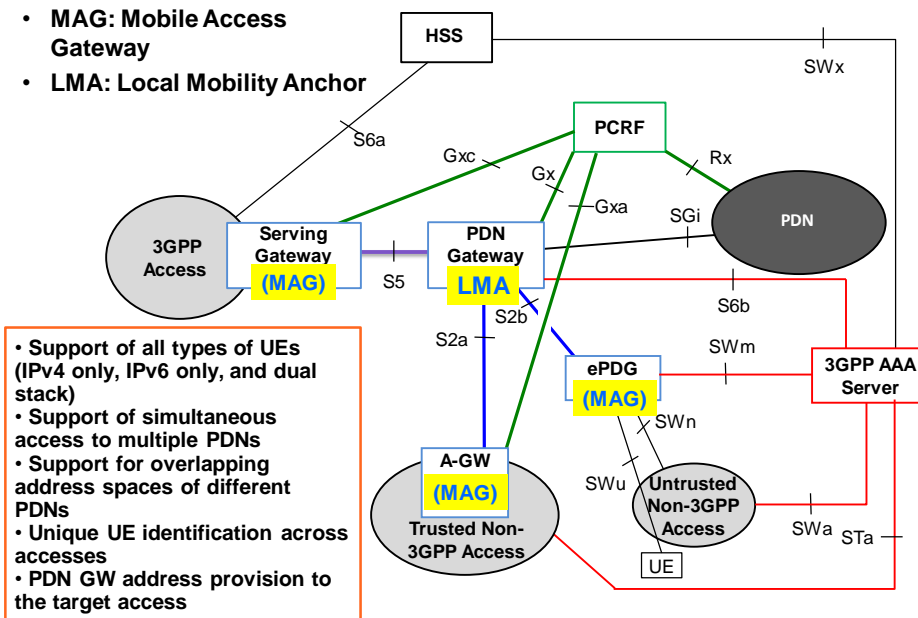 • MAG: Mobile Access
Gateway
• LMA: Local Mobility Anchor
HSS
SWx
S6a
PCRF
Gxc
Gx
Rx
Gxa
SGi
PDN
3GPP
Access
Serving
Gateway
(MAG)
S5
PDN
Gateway
LMA
S6b
S2a
S2b
ePDG
(MAG)
SWm
3GPP AAA
Server
SWn
SWu
A-GW
(MAG)
Trusted Non-
3GPP Access
Untrusted
Non-3GPP
Access
SWa
STa
UE
• Support of all types of UEs
(IPv4 only, IPv6 only, and dual
stack)
• Support of simultaneous
access to multiple PDNs
• Support for overlapping
address spaces of different
PDNs
• Unique UE identification across
accesses
• PDN GW address provision to
the target access